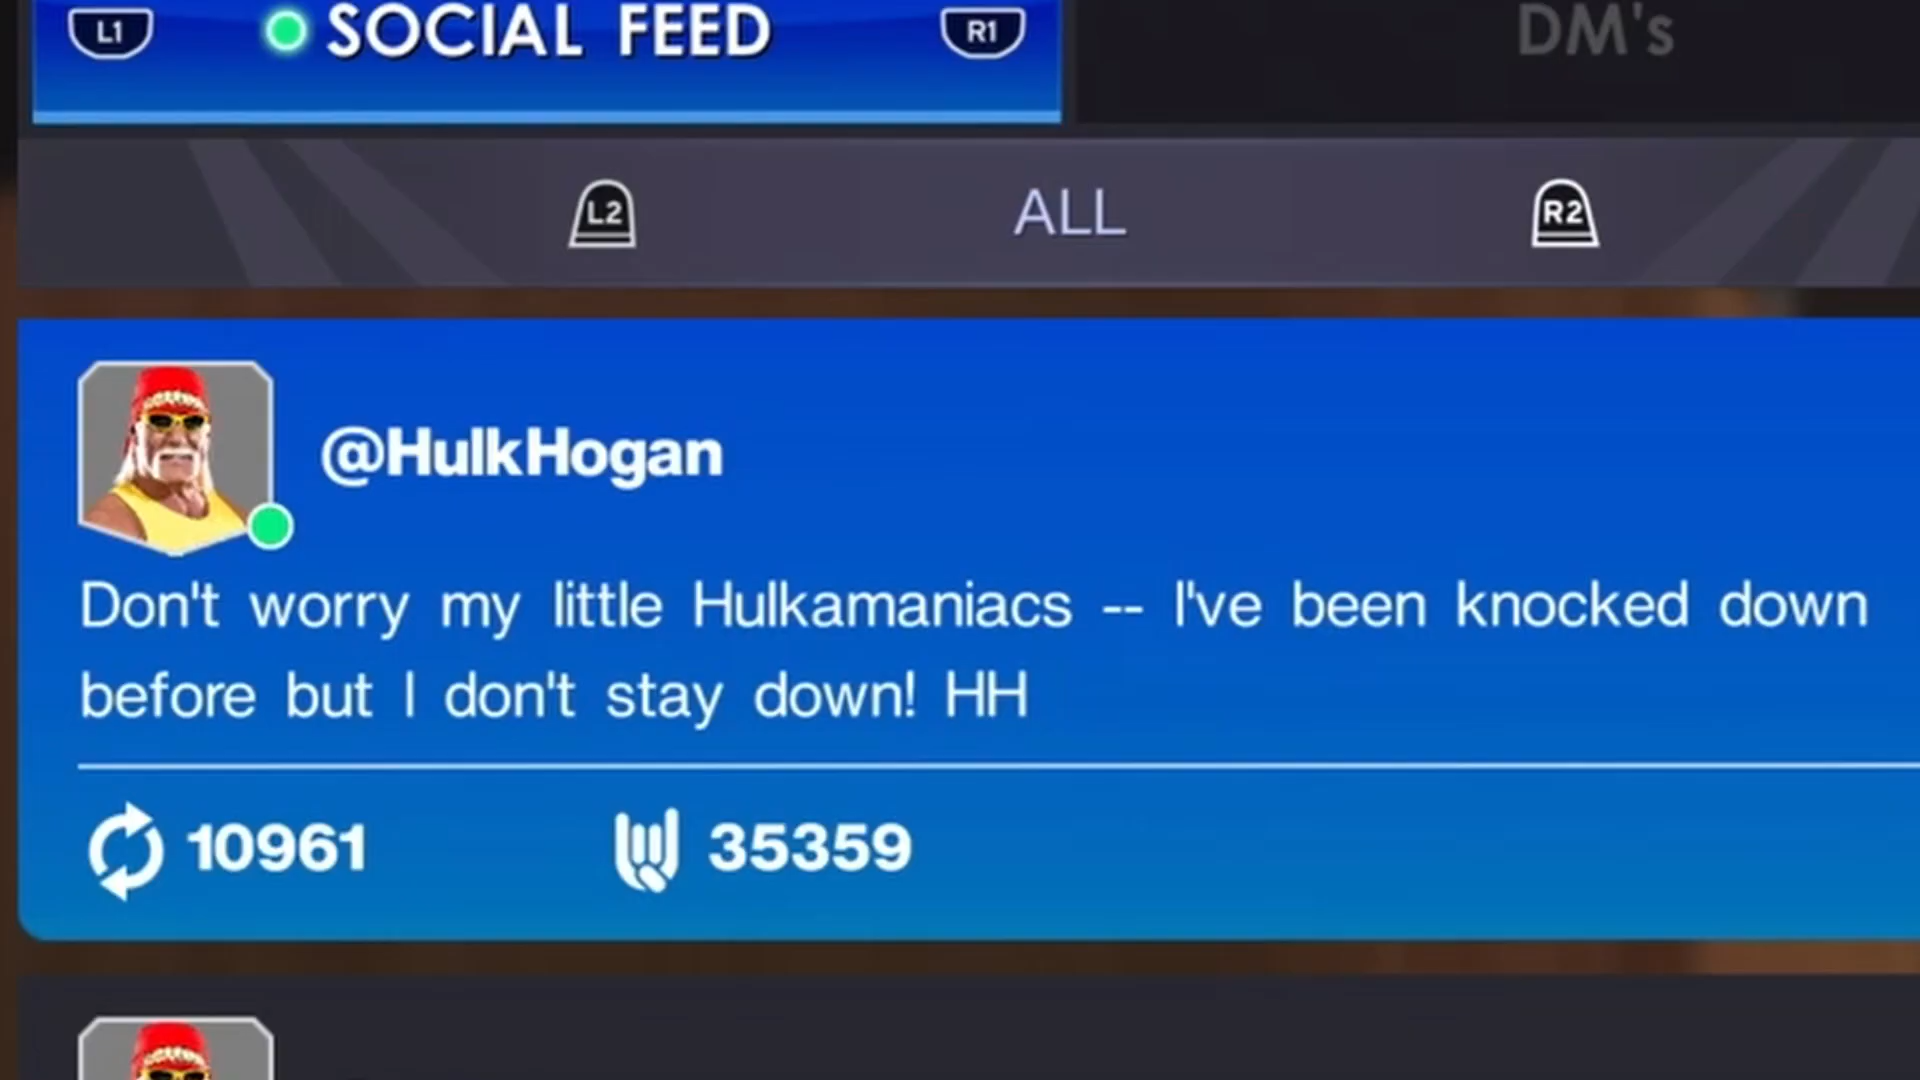 L1 SOCIAL FEED R1 DM's
L2 ALL R2
@HulkHogan
Don't worry my little Hulkamaniacs -- I've been knocked down
before but I don't stay down! HH
10961 35359